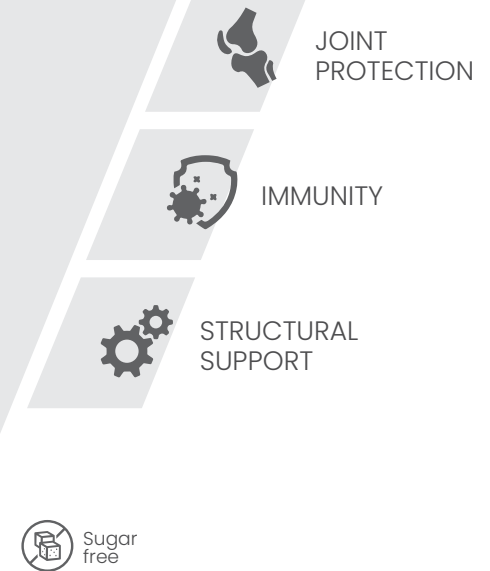 JOINT
PROTECTION
IMMUNITY
STRUCTURAL
SUPPORT
Sugar
free